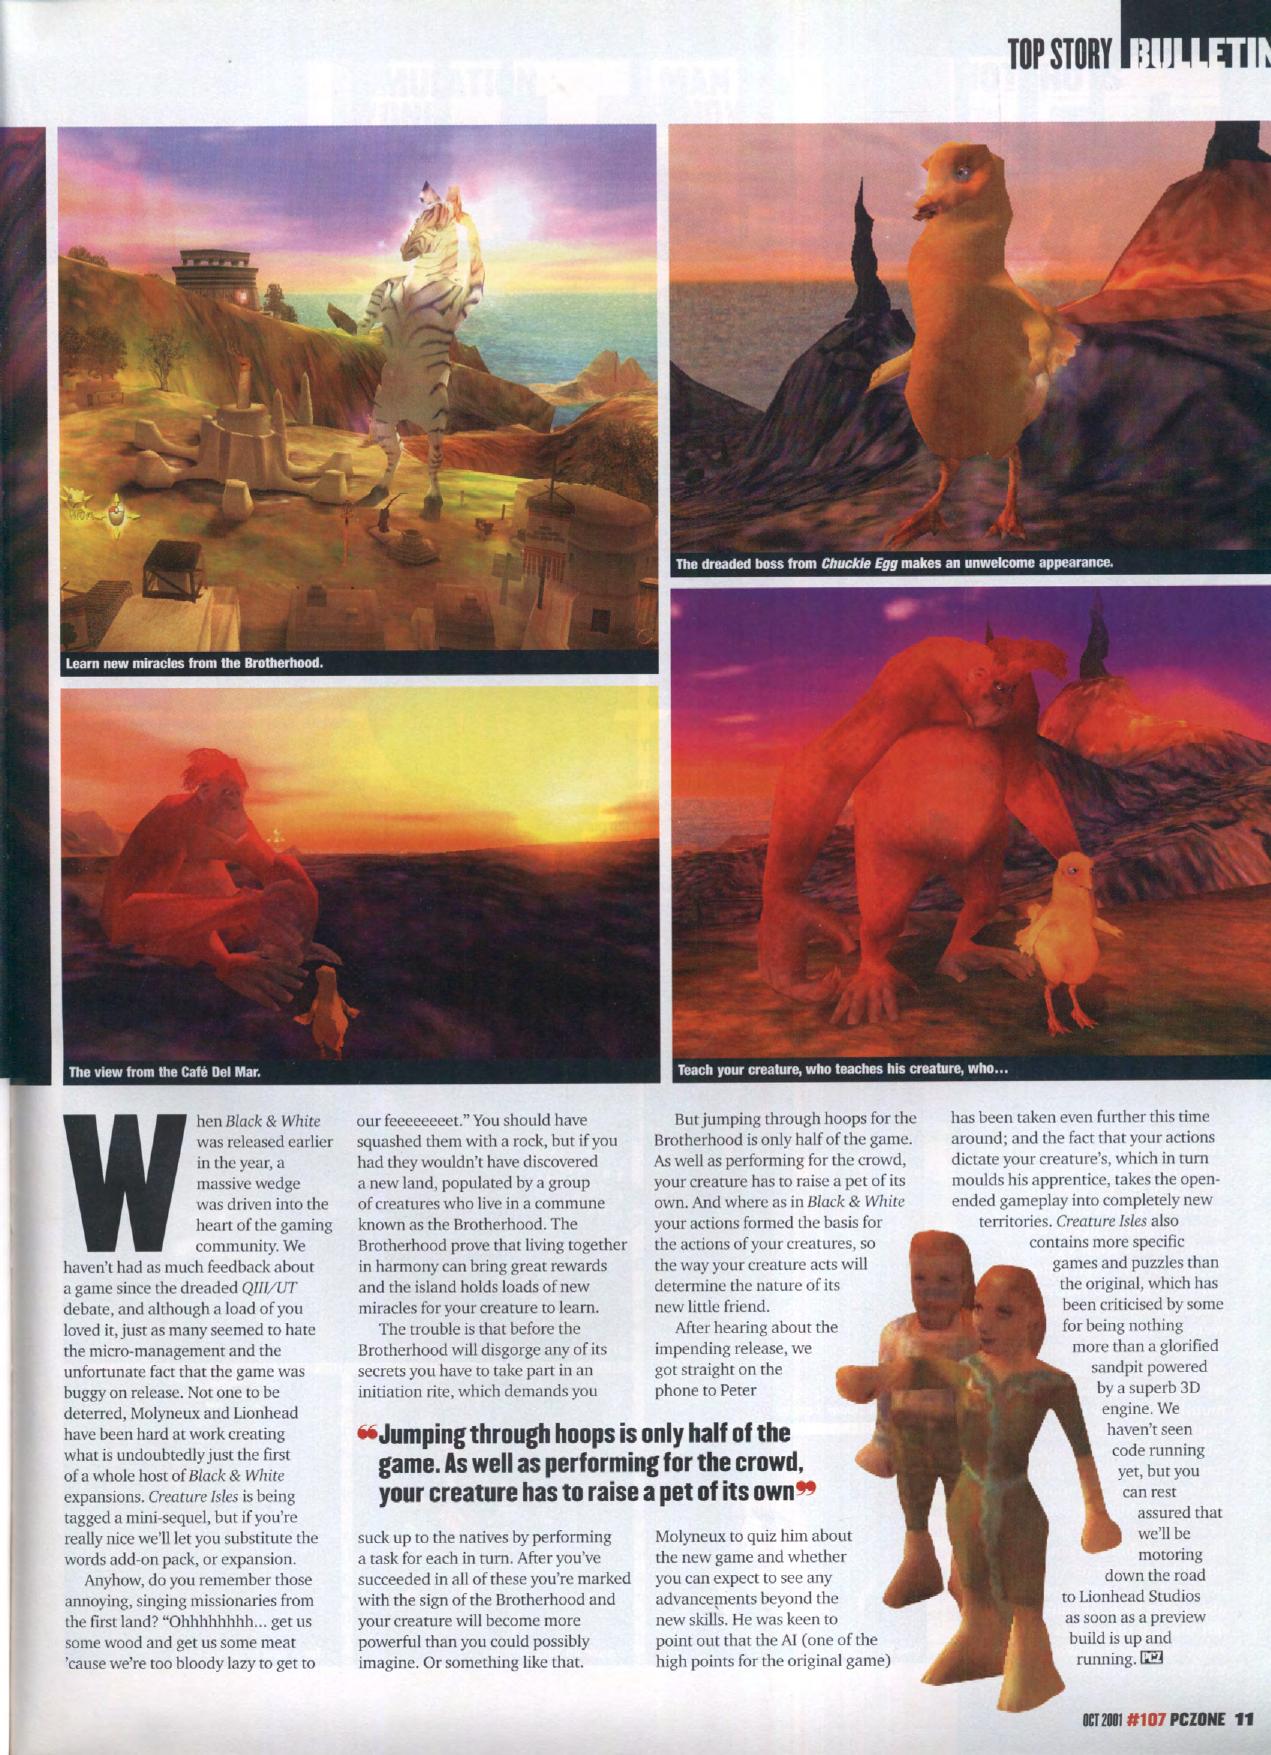 TOP STORY BULLETIN
Learn new miracles from the Brotherhood.
The dreaded boss from Chuckie Egg makes an unwelcome appearance.
The view from the Café Del Mar.
Teach your creature, who teaches his creature, who...
When Black & White
was released earlier
in the year, a
massive wedge
was driven into the
heart of the gaming
community. We
haven't had as much feedback about
a game since the dreaded QIII/UT
debate, and although a load of you
loved it, just as many seemed to hate
the micro-management and the
unfortunate fact that the game was
buggy on release. Not one to be
deterred, Molyneux and Lionhead
have been hard at work creating
what is undoubtedly just the first
of a whole host of Black & White
expansions. Creature Isles is being
tagged a mini-sequel, but if you're
really nice we'll let you substitute the
words add-on pack, or expansion.
Anyhow, do you remember those
annoying, singing missionaries from
the first land? “Ohhhhhhhh... get us
some wood and get us some meat
'cause we're too bloody lazy to get to
our feeeeeeeet.” You should have
squashed them with a rock, but if you
had they wouldn't have discovered
a new land, populated by a group
of creatures who live in a commune
known as the Brotherhood. The
Brotherhood prove that living together
in harmony can bring great rewards
and the island holds loads of new
miracles for your creature to learn.
The trouble is that before the
Brotherhood will disgorge any of its
secrets you have to take part in an
initiation rite, which demands you
“Jumping through hoops is only half of the
game. As well as performing for the crowd,
your creature has to raise a pet of its own”
suck up to the natives by performing
a task for each in turn. After you've
succeeded in all of these you're marked
with the sign of the Brotherhood and
your creature will become more
powerful than you could possibly
imagine. Or something like that.
But jumping through hoops for the
Brotherhood is only half of the game.
As well as performing for the crowd,
your creature has to raise a pet of its
own. And where as in Black & White
your actions formed the basis for
the actions of your creatures, so
the way your creature acts will
determine the nature of its
new little friend.
After hearing about the
impending release, we
got straight on the
phone to Peter
Molyneux to quiz him about
the new game and whether
you can expect to see any
advancements beyond the
new skills. He was keen to
point out that the AI (one of the
high points for the original game)
has been taken even further this time
around; and the fact that your actions
dictate your creature's, which in turn
moulds his apprentice, takes the open-
ended gameplay into completely new
territories. Creature Isles also
contains more specific
games and puzzles than
the original, which has
been criticised by some
for being nothing
more than a glorified
sandpit powered
by a superb 3D
engine. We
haven't seen
code running
yet, but you
can rest
assured that
we'll be
motoring
down the road
to Lionhead Studios
as soon as a preview
build is up and
running. PCZ
OCT 2001 #107 PCZONE 11